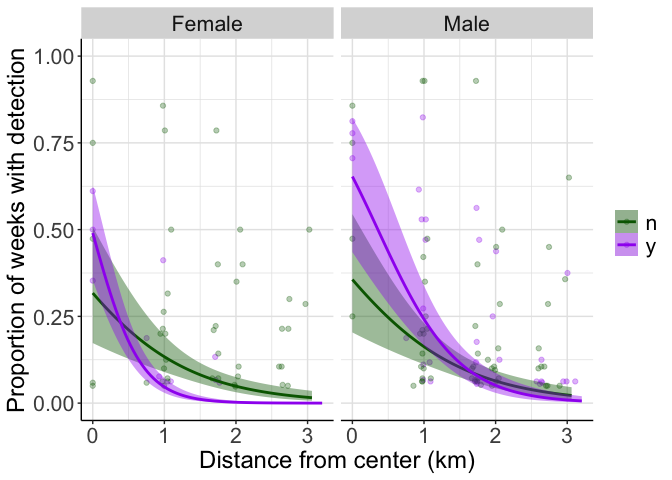 Female
Male
Proportion of weeks with detection
1.00
0.75
0.50
0.25
0.00
0 1 2 3
0 1 2 3
Distance from center (km)
n
y